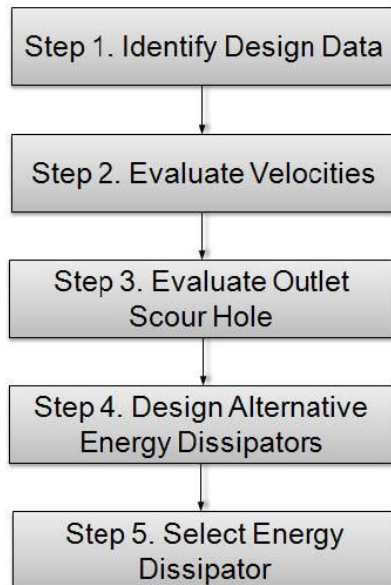 Step 1. Identify Design Data
Step 2. Evaluate Velocities
Step 3. Evaluate Outlet
Scour Hole
Step 4. Design Alternative
Energy Dissipators
Step 5. Select Energy
Dissipator